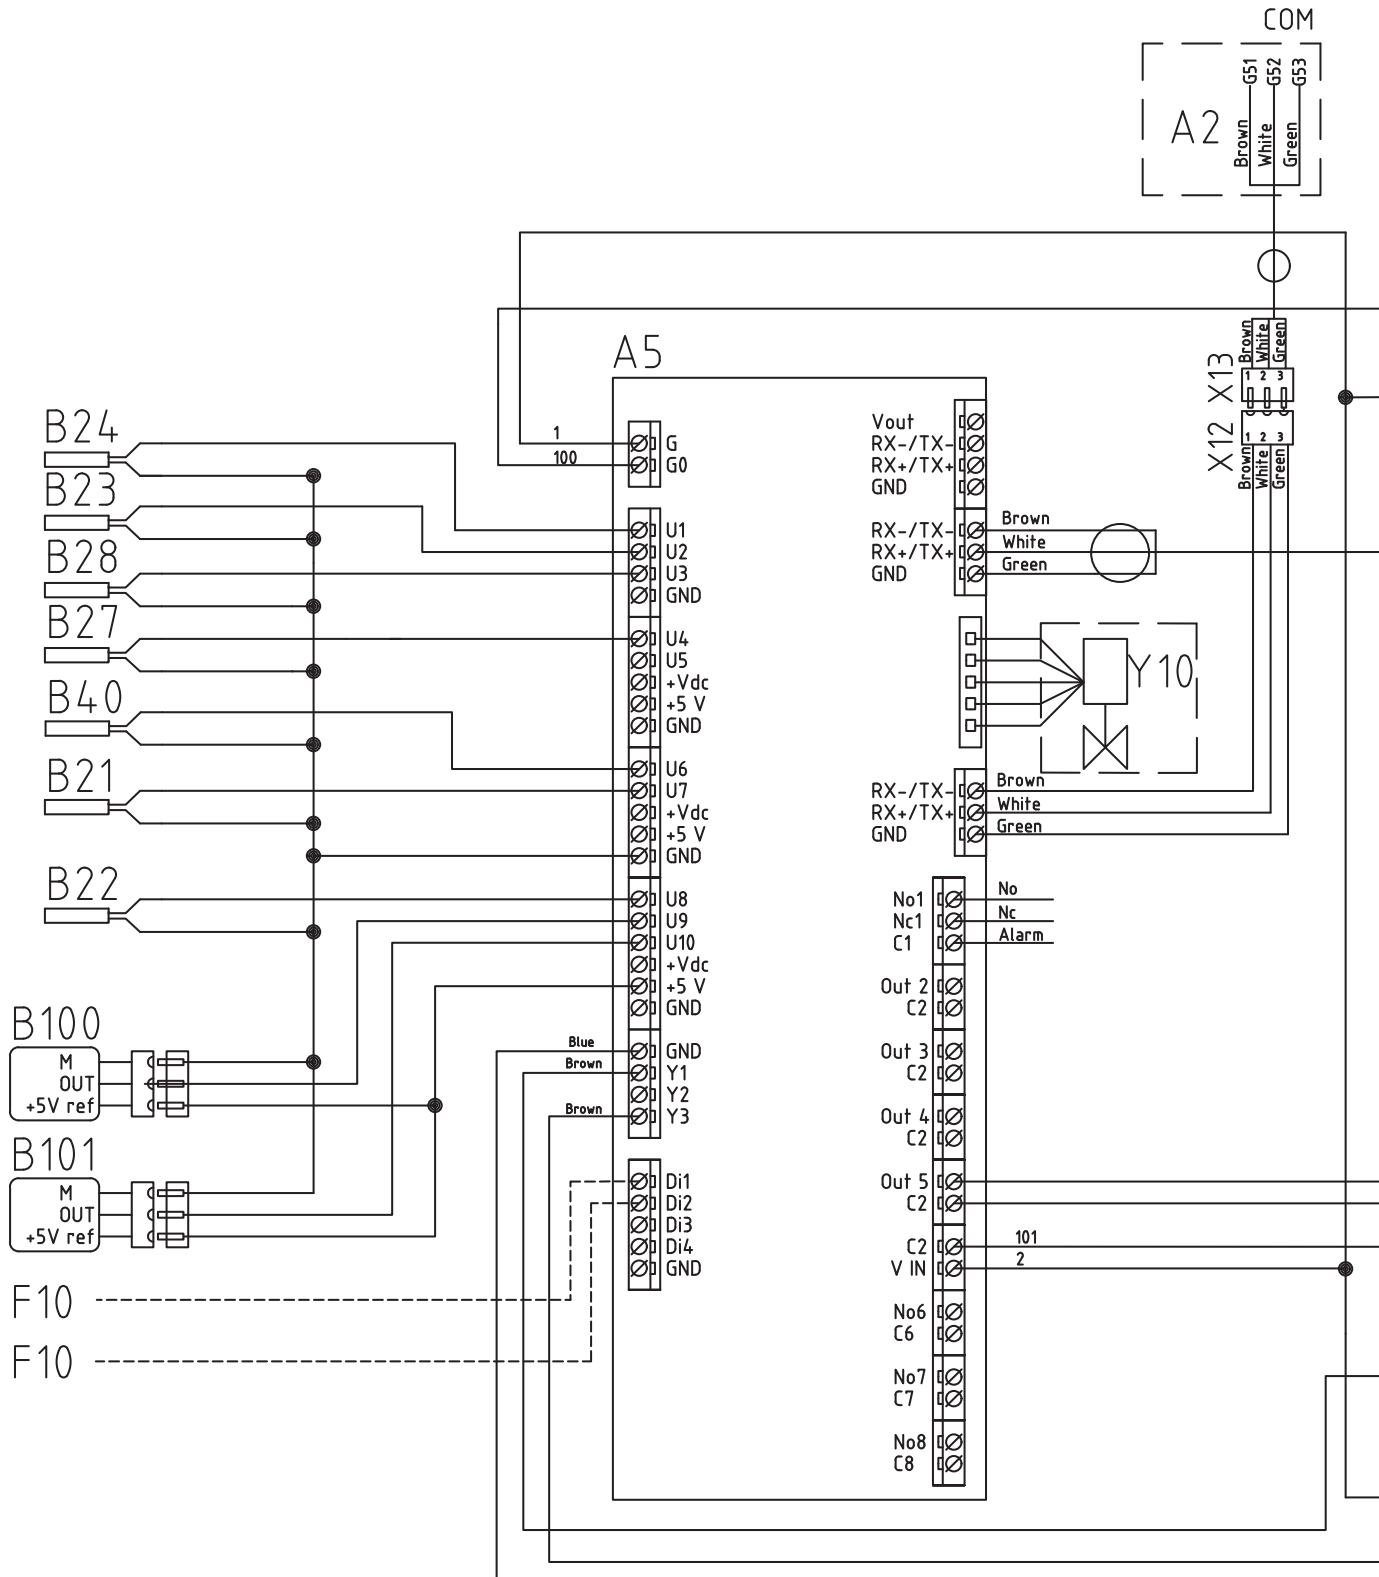 COM
G51
G52
G53
A2
Brown
White
Green
A5
X13
Brown
White
Green
1 2 3
X12
1 2 3
Brown
White
Green
B24
B23
B28
B27
B40
B21
B22
B100
M
OUT
+5V ref
B101
M
OUT
+5V ref
F10
F10
1
100
G
G0
U1
U2
U3
GND
U4
U5
+Vdc
+5 V
GND
U6
U7
+Vdc
+5 V
GND
U8
U9
U10
+Vdc
+5 V
GND
Blue
Brown
Brown
GND
Y1
Y2
Y3
Di1
Di2
Di3
Di4
GND
Vout
RX-/TX-
RX+/TX+
GND
RX-/TX-
RX+/TX+
GND
Brown
White
Green
Y10
RX-/TX-
RX+/TX+
GND
Brown
White
Green
No1
Nc1
C1
No
Nc
Alarm
Out 2
C2
Out 3
C2
Out 4
C2
Out 5
C2
C2
V IN
101
2
No6
C6
No7
C7
No8
C8